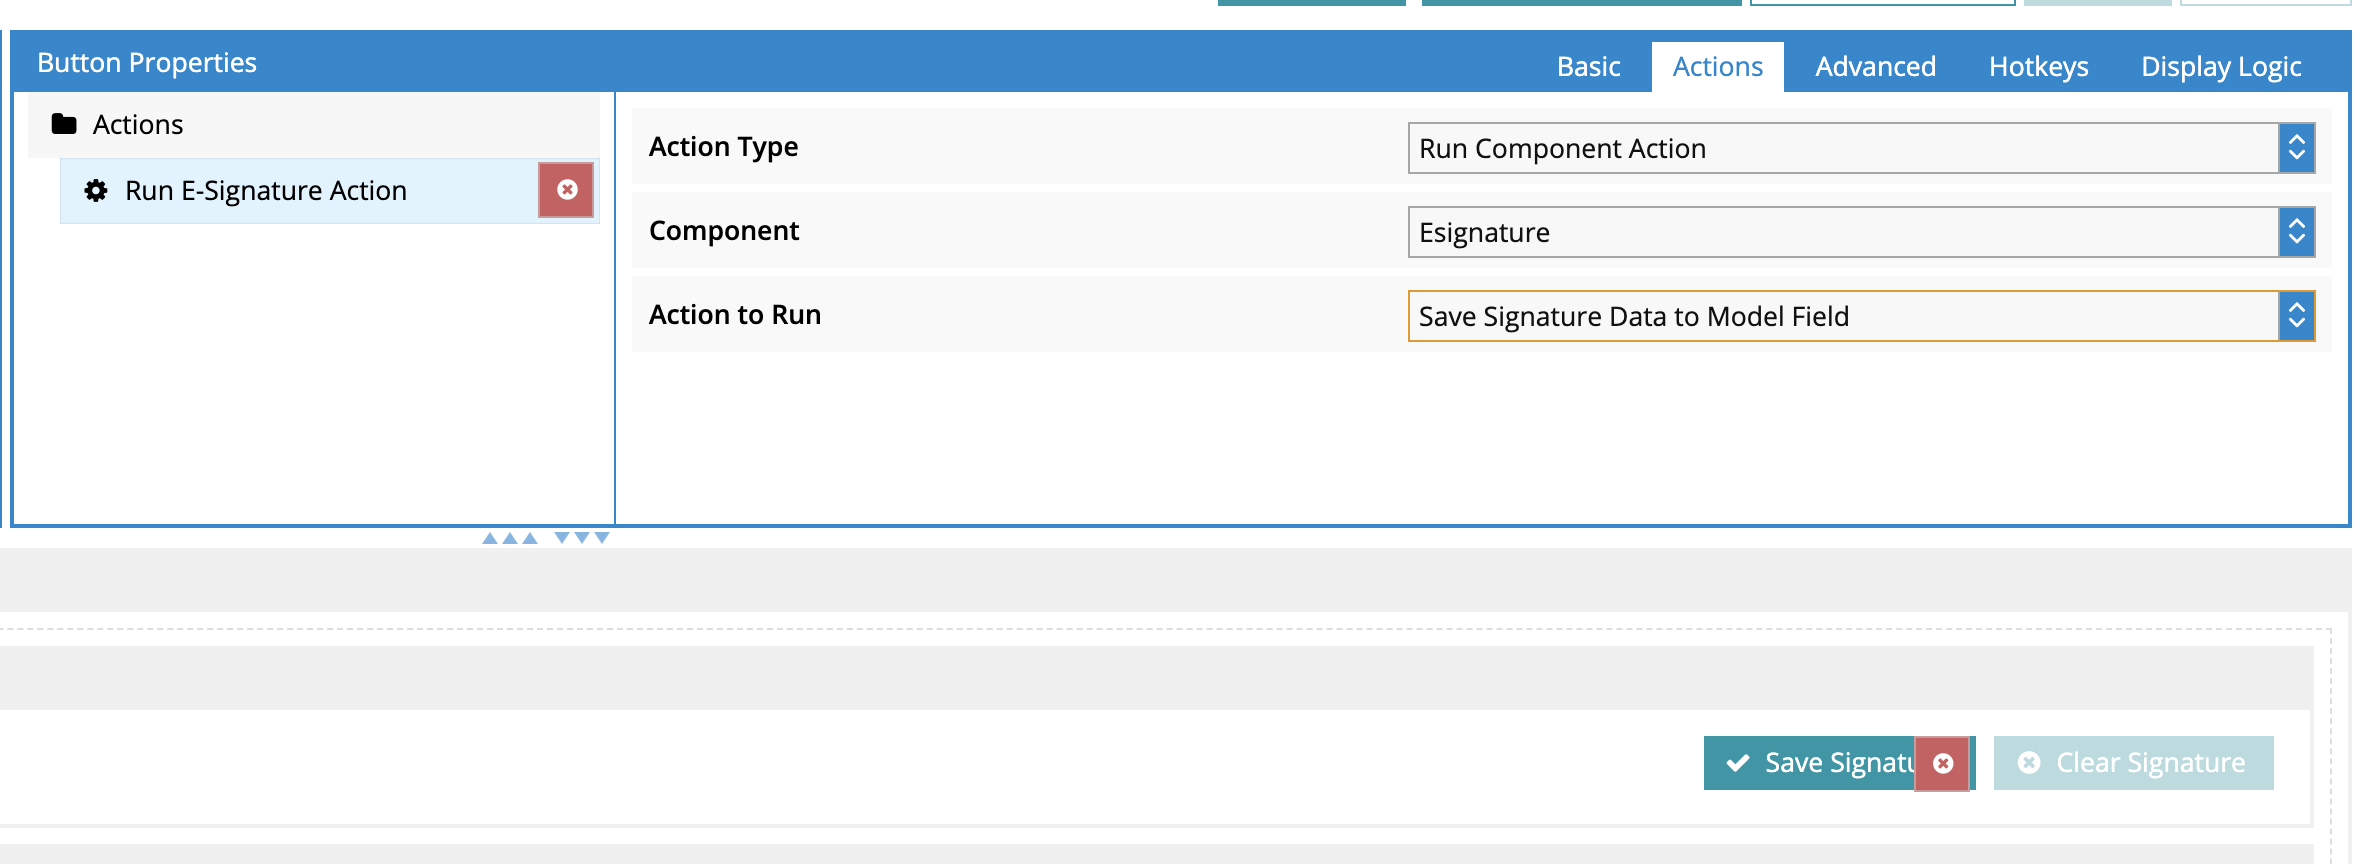 Button Properties
Basic Actions Advanced Hotkeys Display Logic
Actions
Run E-Signature Action
Action Type Run Component Action
Component Esignature
Action to Run Save Signature Data to Model Field
Save Signatu Clear Signature